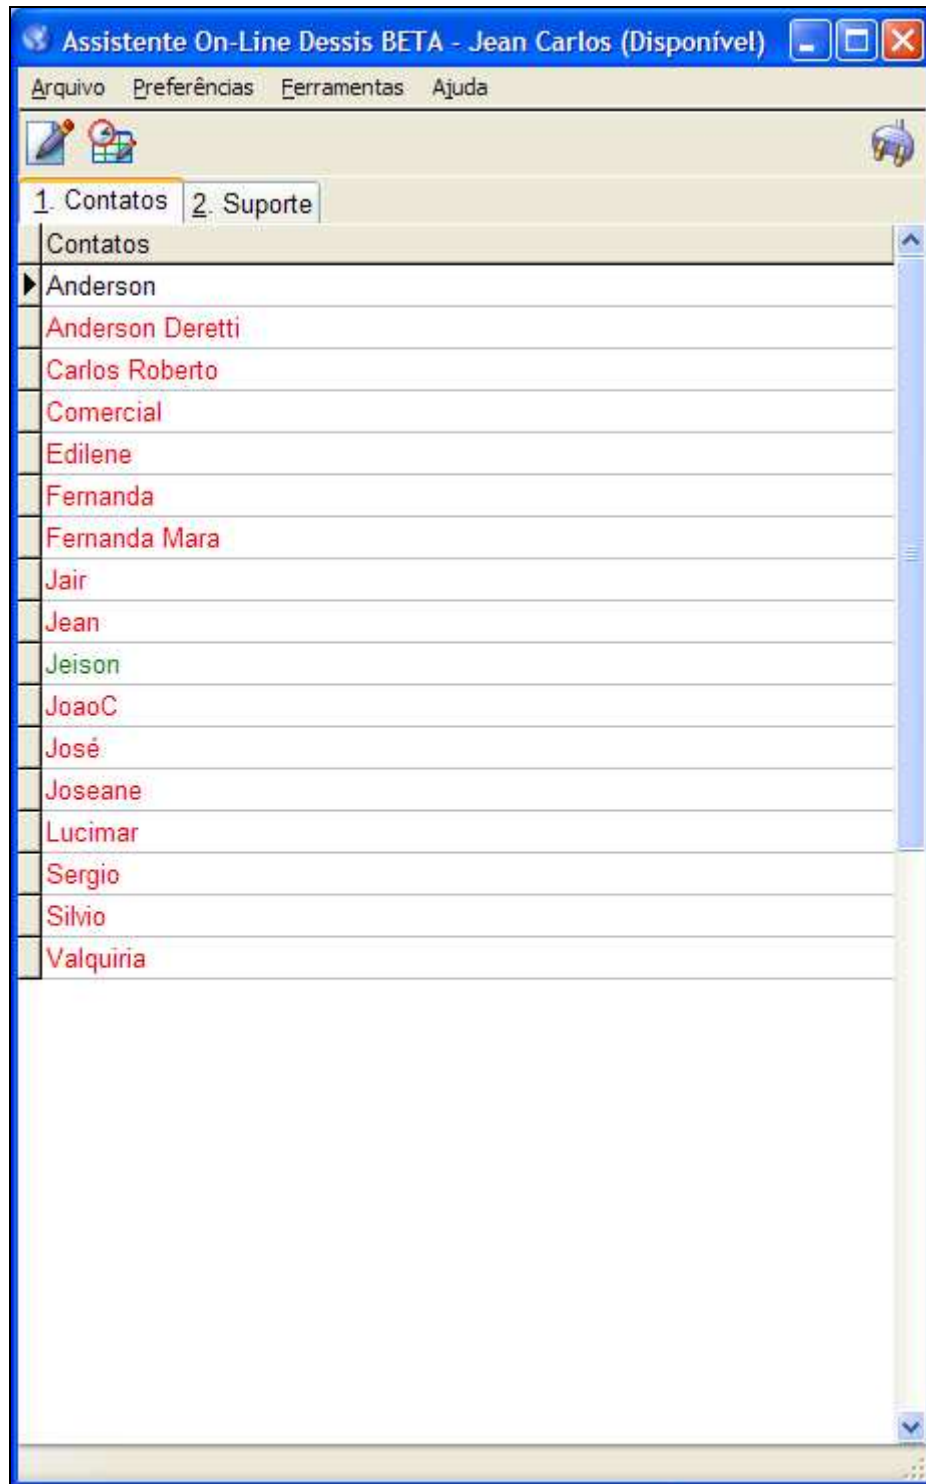 Assistente On-Line Dessis BETA - Jean Carlos (Disponível)
Arquivo Preferências Ferramentas Ajuda
1. Contatos 2. Suporte
Contatos
Anderson
Anderson Deretti
Carlos Roberto
Comercial
Edilene
Fernanda
Fernanda Mara
Jair
Jean
Jeison
JoaoC
José
Joseane
Lucimar
Sergio
Silvio
Valquiria